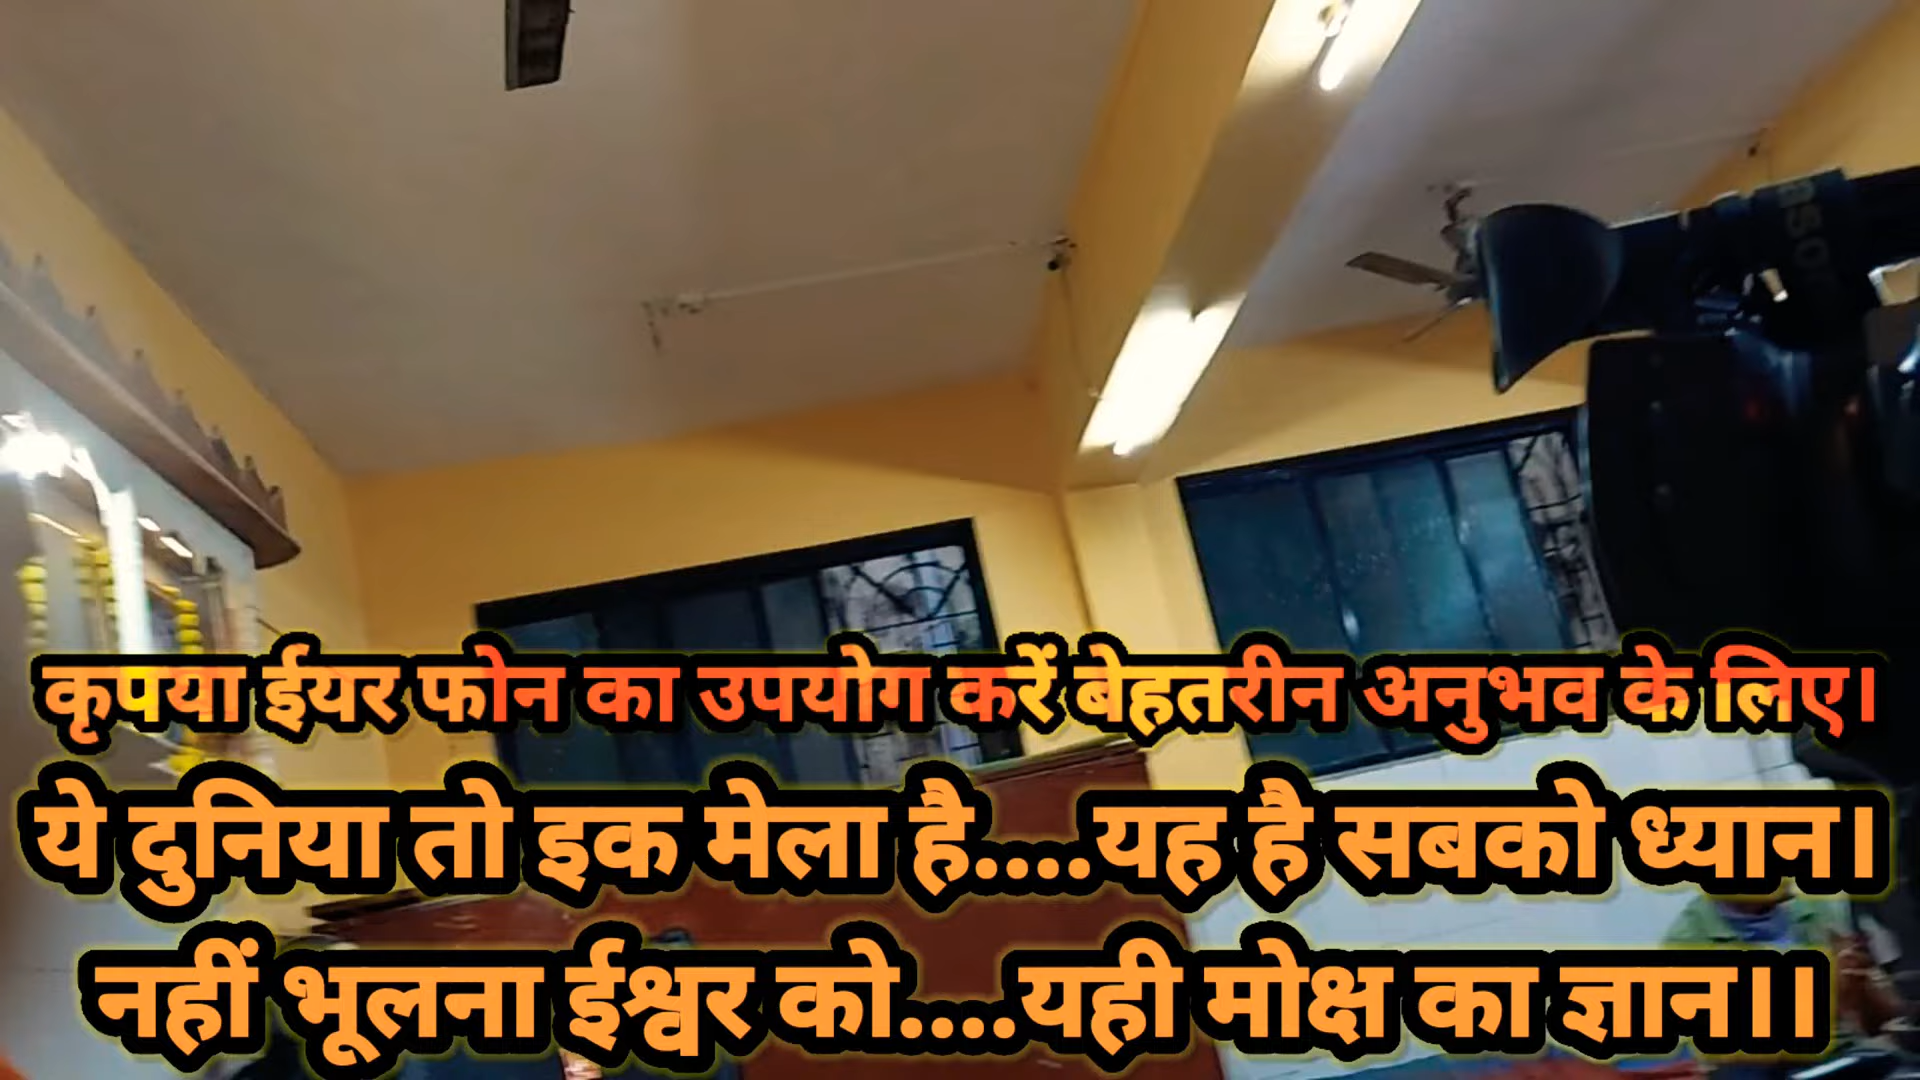 कृपया ईयर फोन का उपयोग करें बेहतरीन अनुभव के लिए।
ये दुनिया तो इक मेला है....यह है सबको ध्यान।
नहीं भूलना ईश्वर को....यही मोक्ष का ज्ञान।।